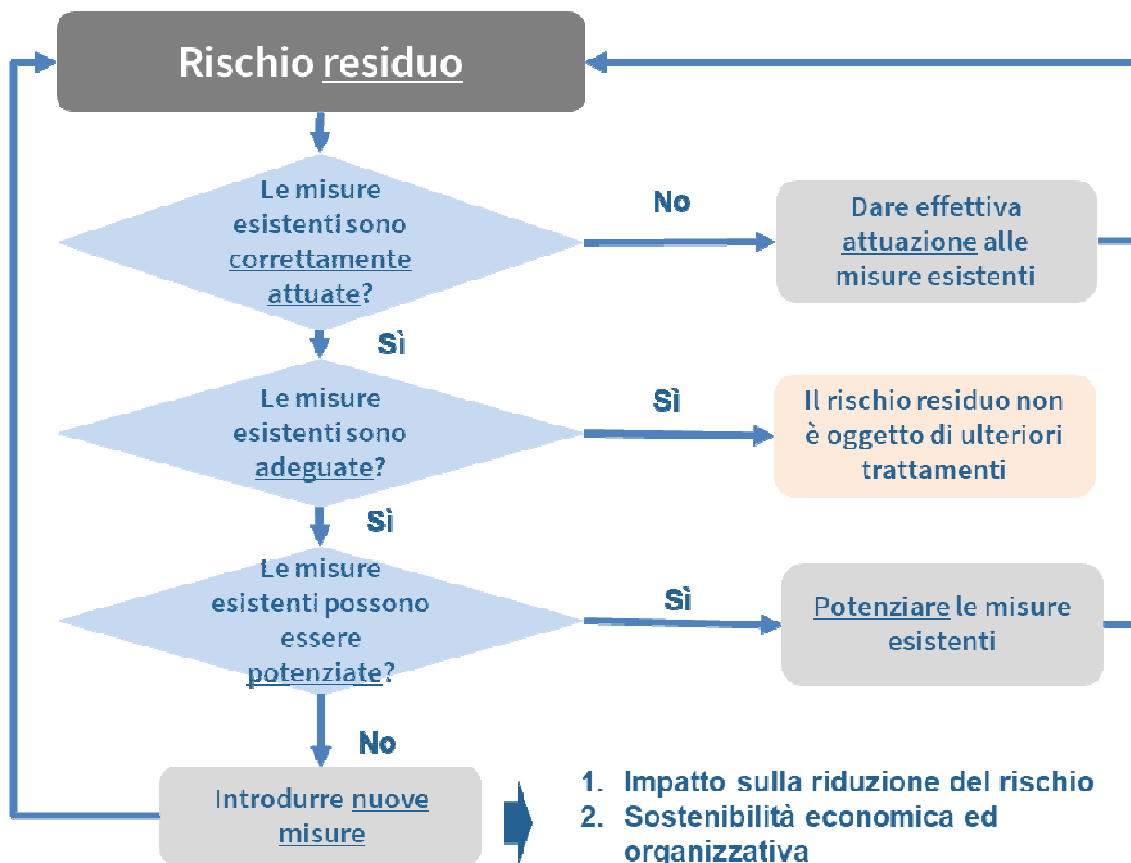 Rischio residuo
Le misure
esistenti sono
correttamente
attuate?
No
Dare effettiva
attuazione alle
misure esistenti
Sì
Le misure
esistenti sono
adeguate?
Sì
Il rischio residuo non
è oggetto di ulteriori
trattamenti
Sì
Le misure
esistenti possono
essere
potenziate?
Sì
Potenziare le misure
esistenti
No
Introdurre nuove
misure
1. Impatto sulla riduzione del rischio
2. Sostenibilità economica ed
organizzativa